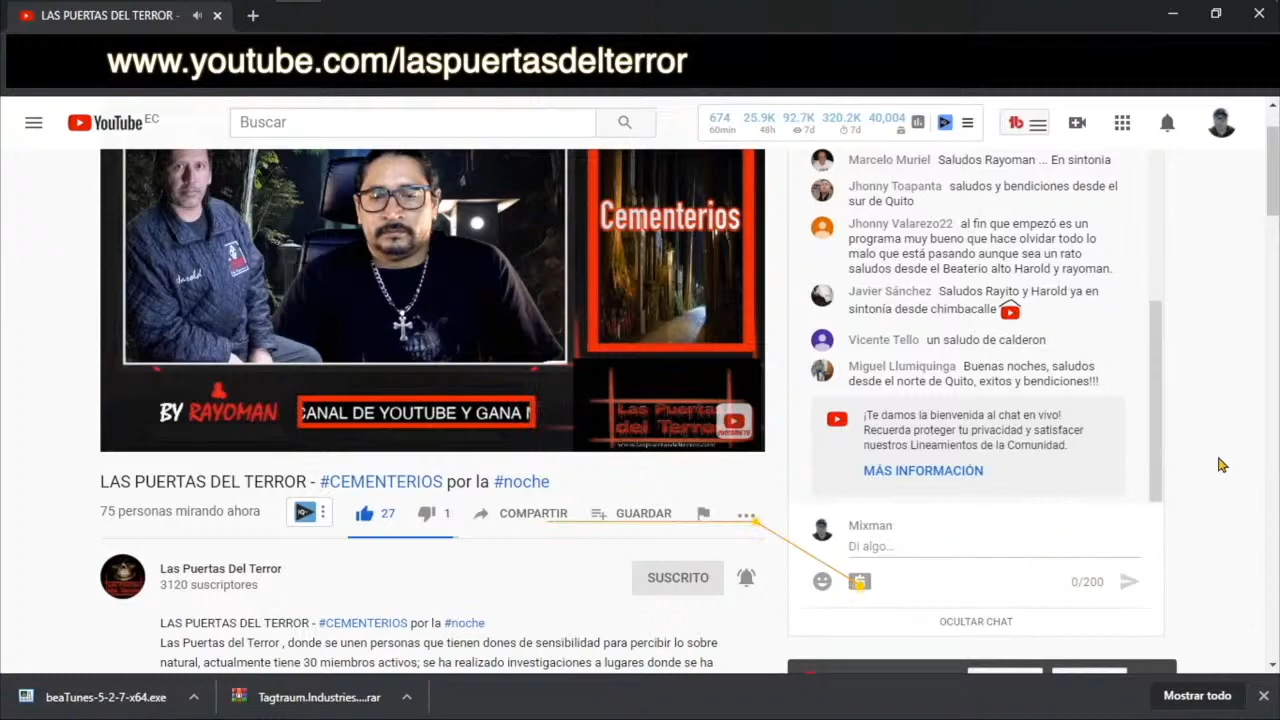 LAS PUERTAS DEL TERROR -
www.youtube.com/laspuertasdelterror
YouTube EC
Buscar
674 25.9K 92.7K 320.2K 40,004
60min 48h 7d 7d
Harold
Cementerios
BY RAYOMAN
CANAL DE YOUTUBE Y GANA
Las Puertas
del Terror
LAS PUERTAS DEL TERROR - #CEMENTERIOS por la #noche
75 personas mirando ahora
27
1
COMPARTIR
GUARDAR
Las Puertas Del Terror
3120 suscriptores
SUSCRITO
LAS PUERTAS DEL TERROR - #CEMENTERIOS por la #noche
Las Puertas del Terror , donde se unen personas que tienen dones de sensibilidad para percibir lo sobre
natural, actualmente tiene 30 miembros activos; se ha realizado investigaciones a lugares donde se ha
Marcelo Muriel Saludos Rayoman ... En sintonia
Jhonny Toapanta saludos y bendiciones desde el
sur de Quito
Jhonny Valarezo22 al fin que empezó es un
programa muy bueno que hace olvidar todo lo
malo que está pasando aunque sea un rato
saludos desde el Beaterio alto Harold y rayoman.
Javier Sánchez Saludos Rayito y Harold ya en
sintonía desde chimbacalle
Vicente Tello un saludo de calderon
Miguel Llumiquinga Buenas noches, saludos
desde el norte de Quito, exitos y bendiciones!!!
¡Te damos la bienvenida al chat en vivo!
Recuerda proteger tu privacidad y satisfacer
nuestros Lineamientos de la Comunidad.
MÁS INFORMACIÓN
Mixman
Di algo...
0/200
OCULTAR CHAT
beaTunes-5-2-7-x64.exe
Tagtraum.Industries....rar
Mostrar todo